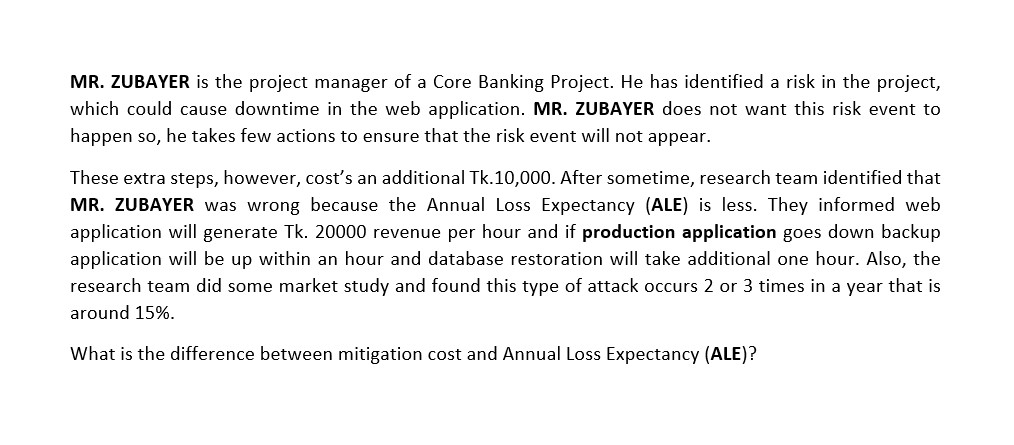 MR. ZUBAYER is the project manager of a Core Banking Project. He has identified a risk in the project,
which could cause downtime in the web application. MR. ZUBAYER does not want this risk event to
happen so, he takes few actions to ensure that the risk event will not appear.
These extra steps, however, cost’s an additional Tk.10,000. After sometime, research team identified that
MR. ZUBAYER was wrong because the Annual Loss Expectancy (ALE) is less. They informed web
application will generate Tk. 20000 revenue per hour and if production application goes down backup
application will be up within an hour and database restoration will take additional one hour. Also, the
research team did some market study and found this type of attack occurs 2 or 3 times in a year that is
around 15%.
What is the difference between mitigation cost and Annual Loss Expectancy (ALE)?